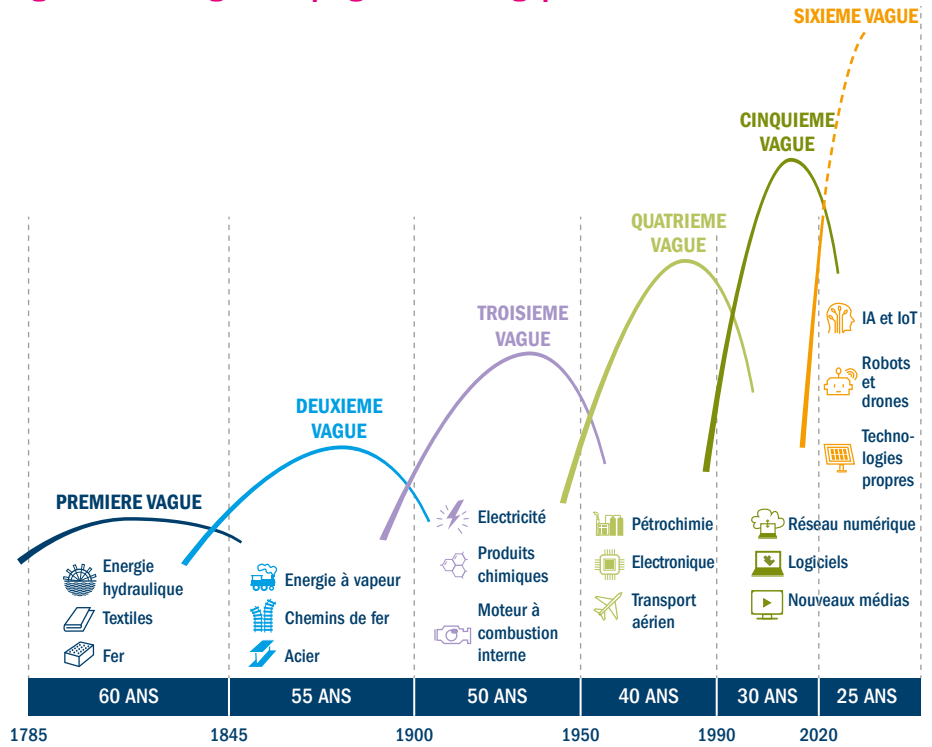 SIXIEME VAGUE
CINQUIEME
VAGUE
QUATRIEME
VAGUE
TROISIEME
VAGUE
DEUXIEME
VAGUE
PREMIERE VAGUE
Energie
hydraulique
Textiles
Fer
Energie à vapeur
Chemins de fer
Acier
Electricité
Produits
chimiques
Moteur à
combustion
interne
Pétrochimie
Electronique
Transport
aérien
Réseau numérique
Logiciels
Nouveaux médias
IA et IoT
Robots
et
drones
Techno-
logies
propres
60 ANS
55 ANS
50 ANS
40 ANS
30 ANS
25 ANS
1785
1845
1900
1950
1990
2020